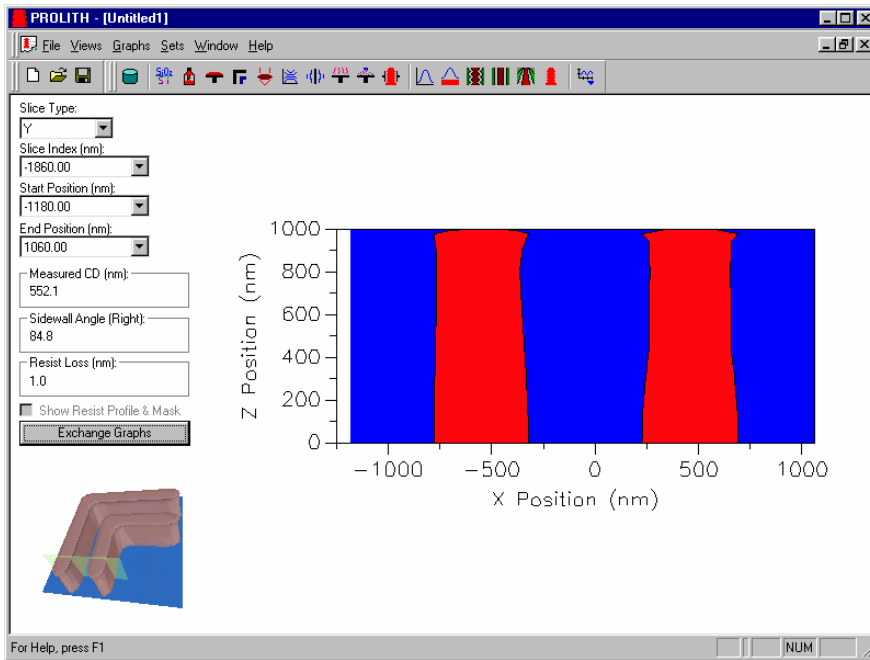 PROLITH - [Untitled1]
File Views Graphs Sets Window Help
Slice Type:
Y
Slice Index (nm):
-1860.00
Start Position (nm):
-1180.00
End Position (nm):
1060.00
Measured CD (nm):
552.1
Sidewall Angle (Right):
84.8
Resist Loss (nm):
1.0
Show Resist Profile & Mask
Exchange Graphs
Z Position (nm)
1000
800
600
400
200
0
-1000 -500 0 500 1000
X Position (nm)
For Help, press F1
NUM